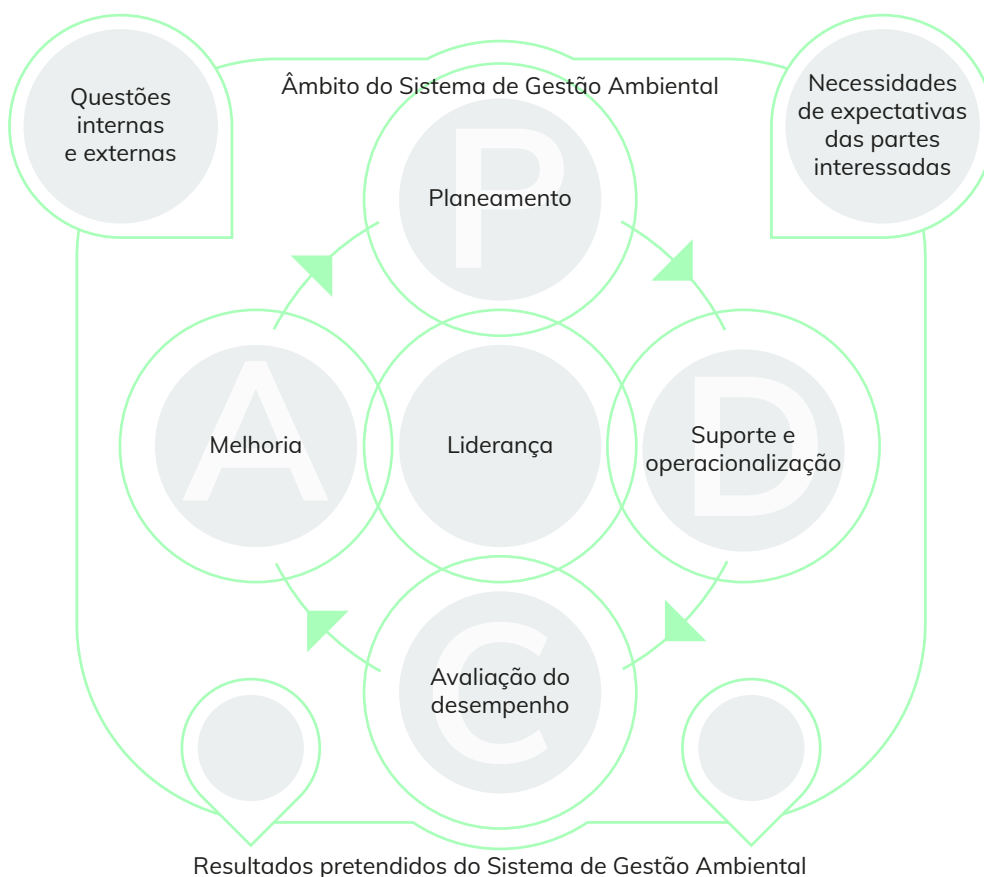 Âmbito do Sistema de Gestão Ambiental
Questões
internas
e externas
Necessidades
de expectativas
das partes
interessadas
P
Planeamento
A
Melhoria
Liderança
D
Suporte e
operacionalização
C
Avaliação do
desempenho
Resultados pretendidos do Sistema de Gestão Ambiental